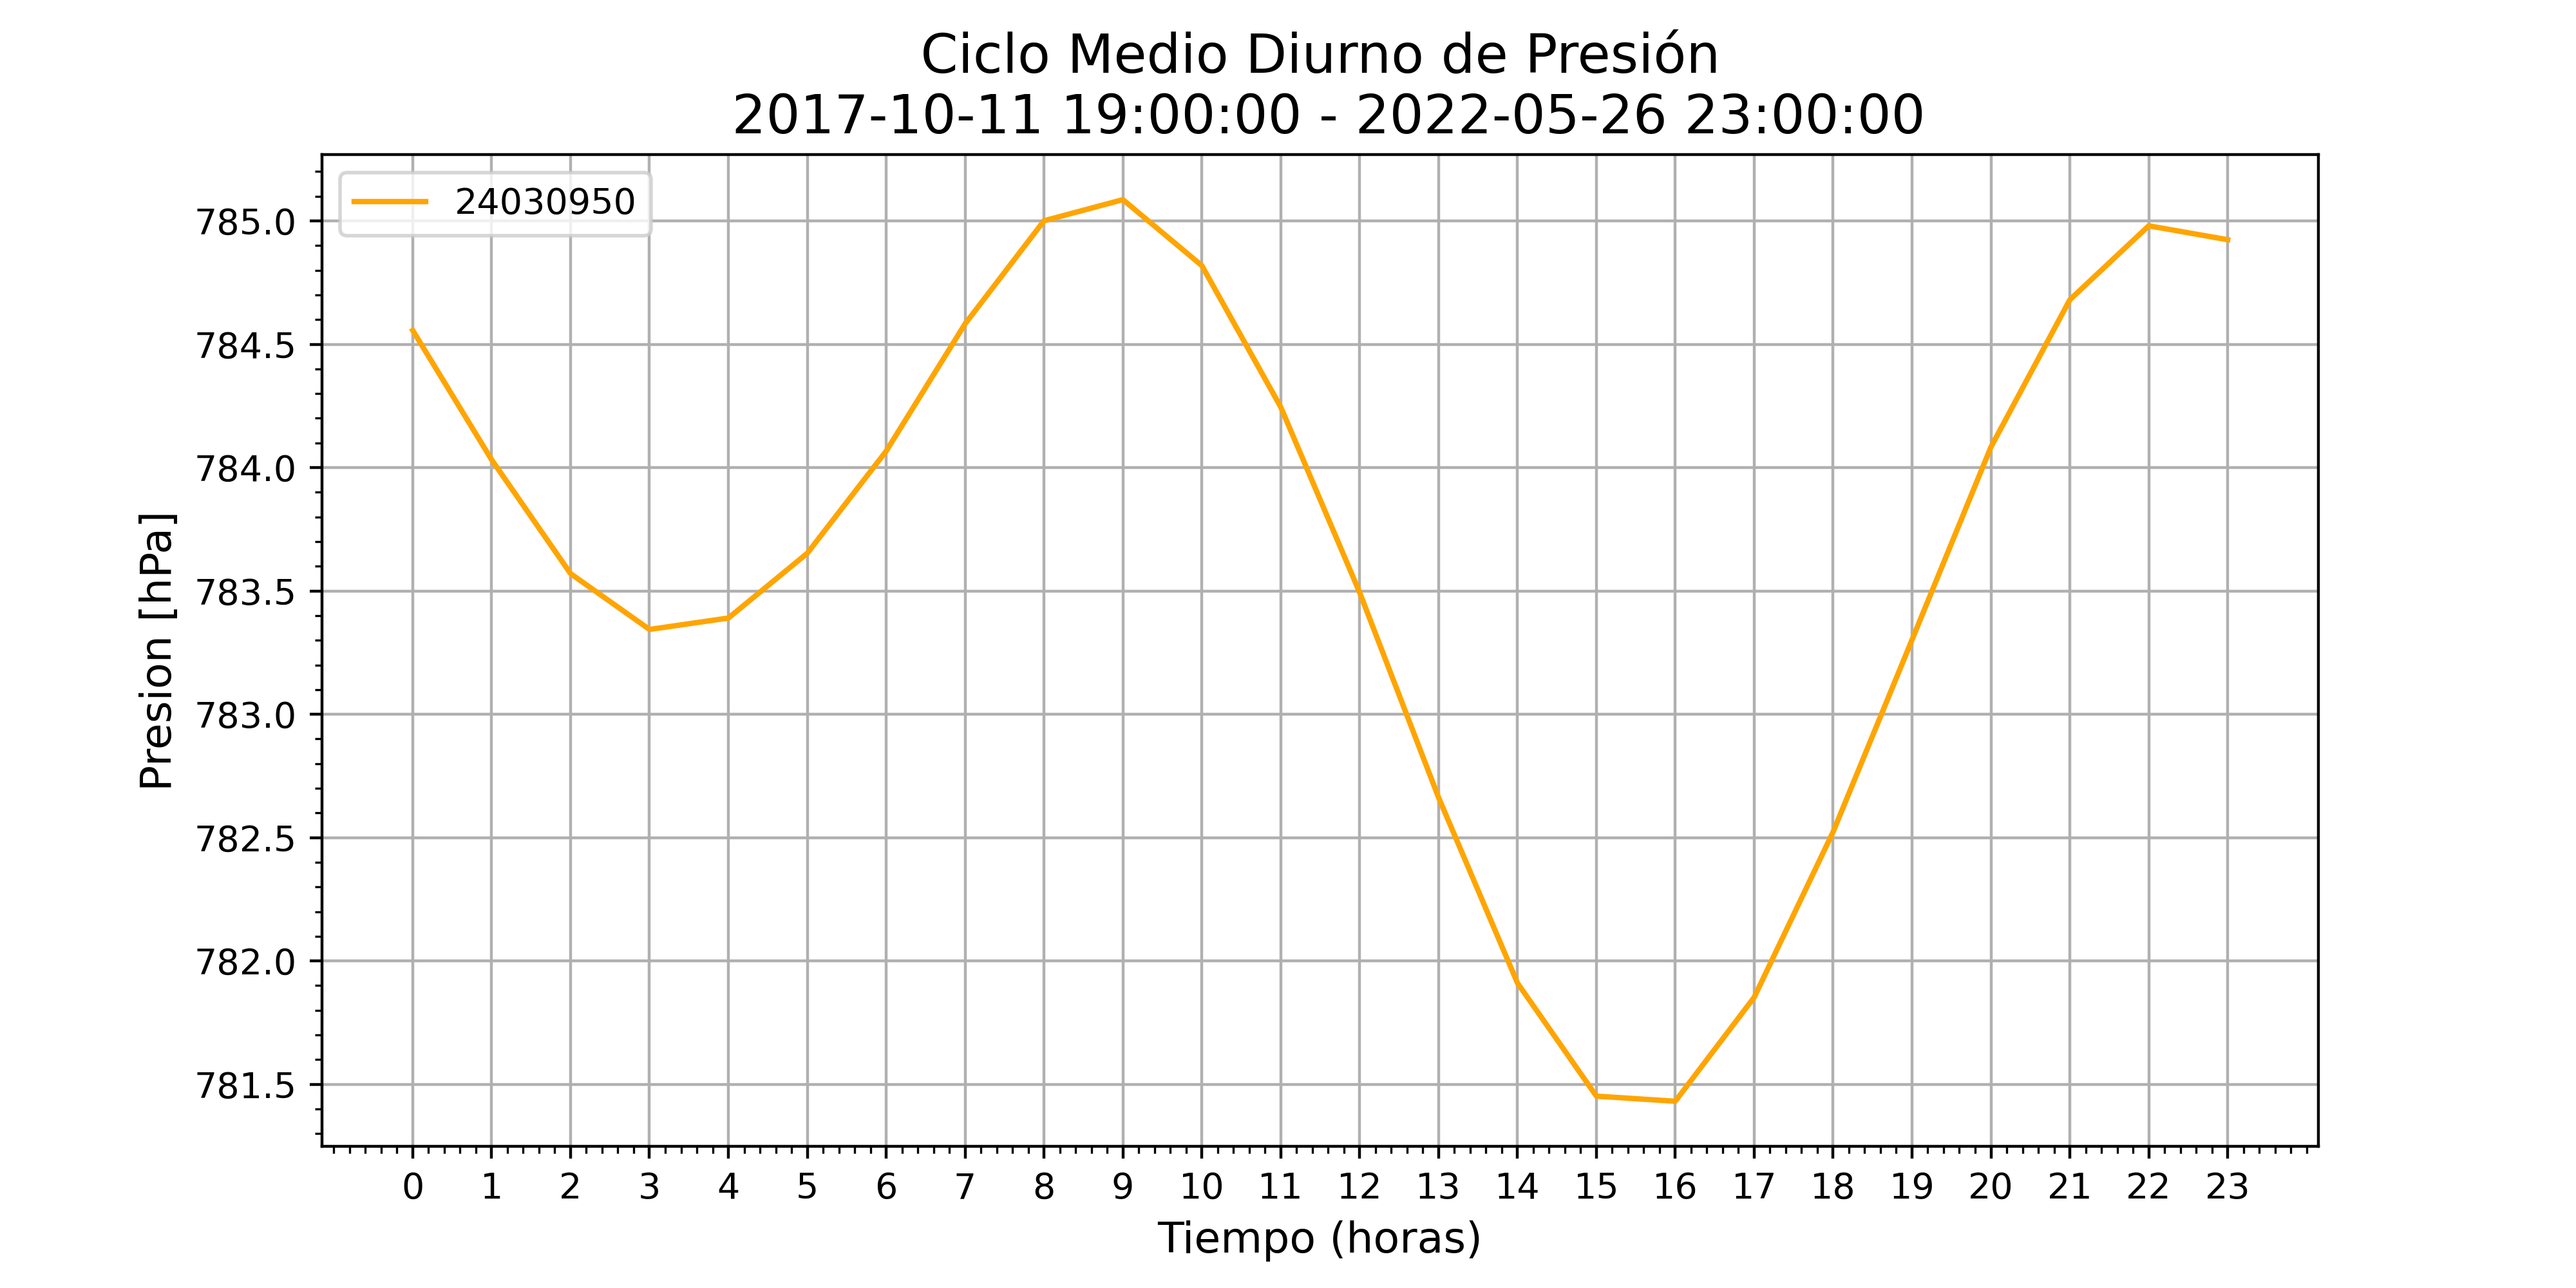 Ciclo Medio Diurno de Presión
2017-10-11 19:00:00 - 2022-05-26 23:00:00
24030950
785.0
784.5
784.0
783.5
783.0
782.5
782.0
781.5
Presion [hPa]
0 1 2 3 4 5 6 7 8 9 10 11 12 13 14 15 16 17 18 19 20 21 22 23
Tiempo (horas)